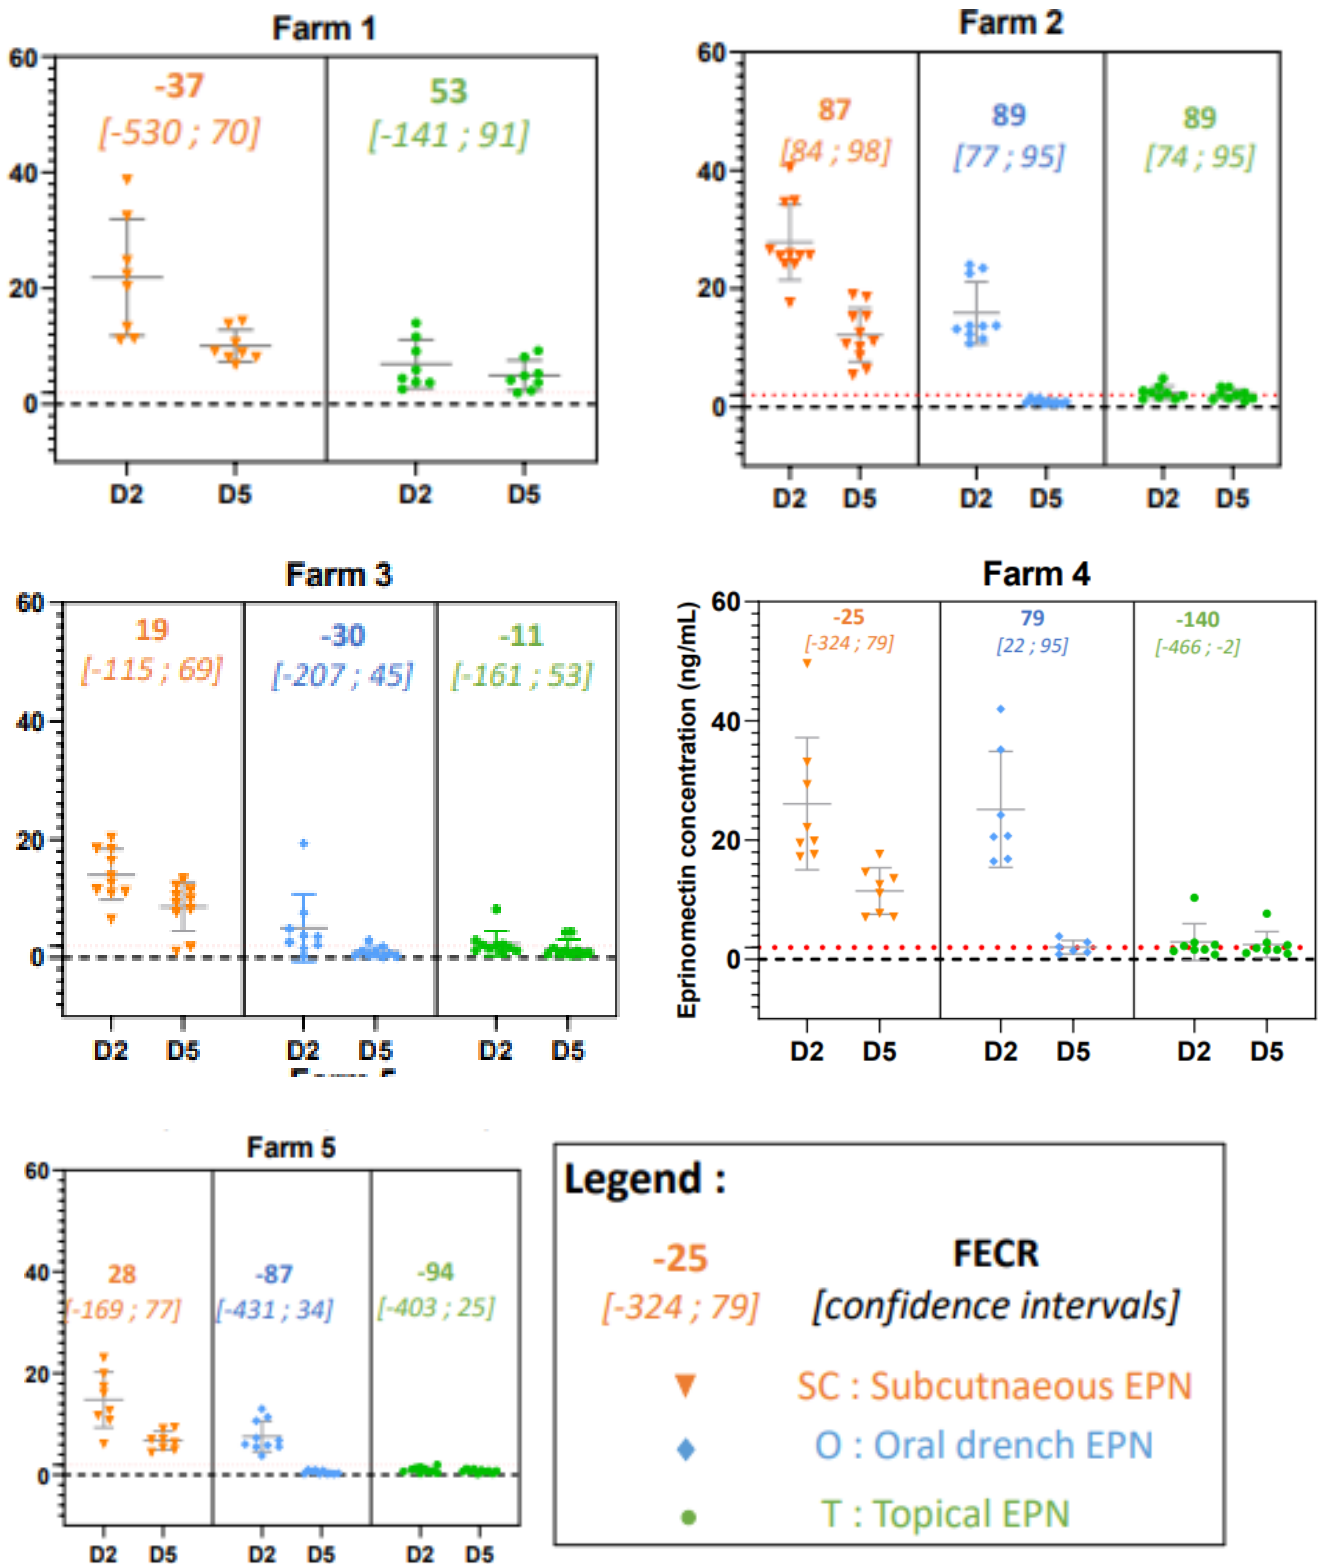 Farm 1
60
40
20
0
-37
[-530 ; 70]
53
[-141 ; 91]
D2 D5 D2 D5
Farm 2
60
40
20
0
87
[84 ; 98]
89
[77 ; 95]
89
[74 ; 95]
D2 D5 D2 D5 D2 D5
Farm 3
60
40
20
0
19
[-115 ; 69]
-30
[-207 ; 45]
-11
[-161 ; 53]
D2 D5 D2 D5 D2 D5
Farm 4
Eprinomectin concentration (ng/mL)
60
40
20
0
-25
[-324 ; 79]
79
[22 ; 95]
-140
[-466 ; -2]
D2 D5 D2 D5 D2 D5
Farm 5
60
40
20
0
28
[-169 ; 77]
-87
[-431 ; 34]
-94
[-403 ; 25]
D2 D5 D2 D5 D2 D5
Legend :
-25 FECR
[-324 ; 79] [confidence intervals]
SC : Subcutnaeous EPN
O : Oral drench EPN
T : Topical EPN